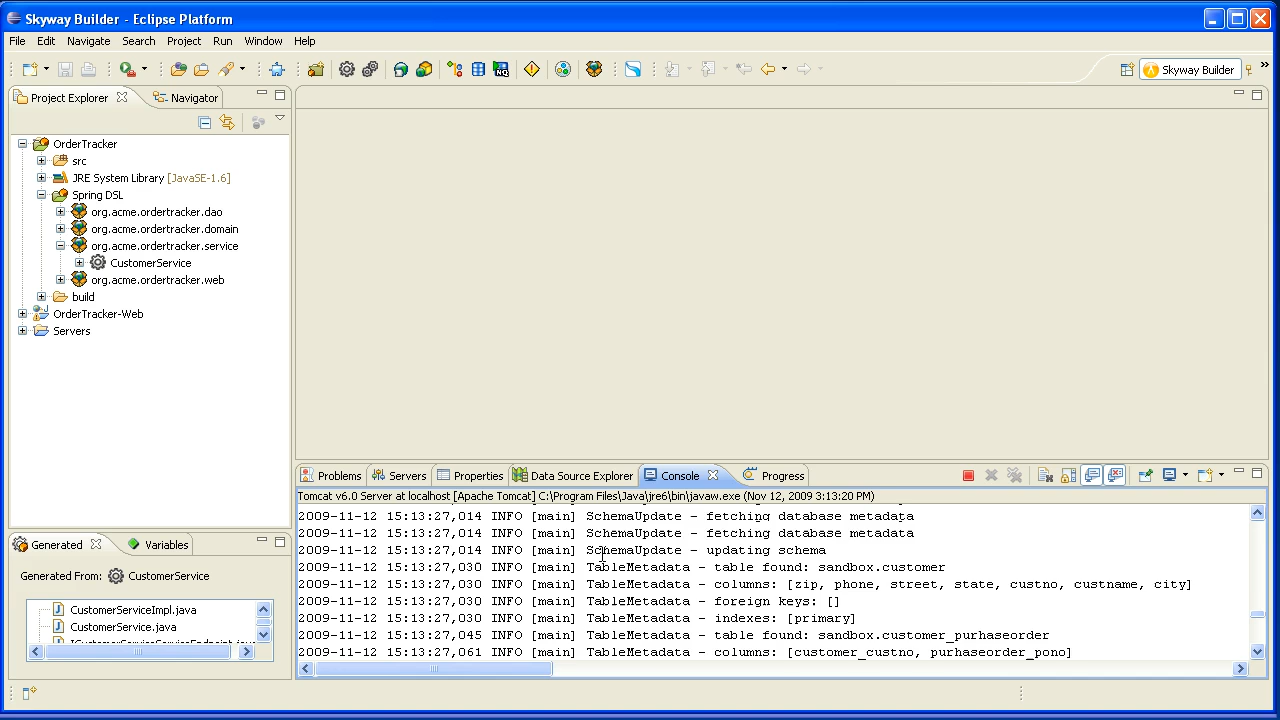 Skyway Builder - Eclipse Platform
File Edit Navigate Search Project Run Window Help
Skyway Builder
Project Explorer Navigator
OrderTracker
src
JRE System Library [JavaSE-1.6]
Spring DSL
org.acme.ordertracker.dao
org.acme.ordertracker.domain
org.acme.ordertracker.service
CustomerService
org.acme.ordertracker.web
build
OrderTracker-Web
Servers
Generated Variables
Generated From: CustomerService
CustomerServiceImpl.java
CustomerService.java
Problems Servers Properties Data Source Explorer Console Progress
Tomcat v6.0 Server at localhost [Apache Tomcat] C:\Program Files\Java\jre6\bin\javaw.exe (Nov 12, 2009 3:13:20 PM)
2009-11-12 15:13:27,014 INFO [main] SchemaUpdate - fetching database metadata
2009-11-12 15:13:27,014 INFO [main] SchemaUpdate - fetching database metadata
2009-11-12 15:13:27,014 INFO [main] SchemaUpdate - updating schema
2009-11-12 15:13:27,030 INFO [main] TableMetadata - table found: sandbox.customer
2009-11-12 15:13:27,030 INFO [main] TableMetadata - columns: [zip, phone, street, state, custno, custname, city]
2009-11-12 15:13:27,030 INFO [main] TableMetadata - foreign keys: []
2009-11-12 15:13:27,030 INFO [main] TableMetadata - indexes: [primary]
2009-11-12 15:13:27,045 INFO [main] TableMetadata - table found: sandbox.customer_purhaseorder
2009-11-12 15:13:27,061 INFO [main] TableMetadata - columns: [customer_custno, purhaseorder_pono]